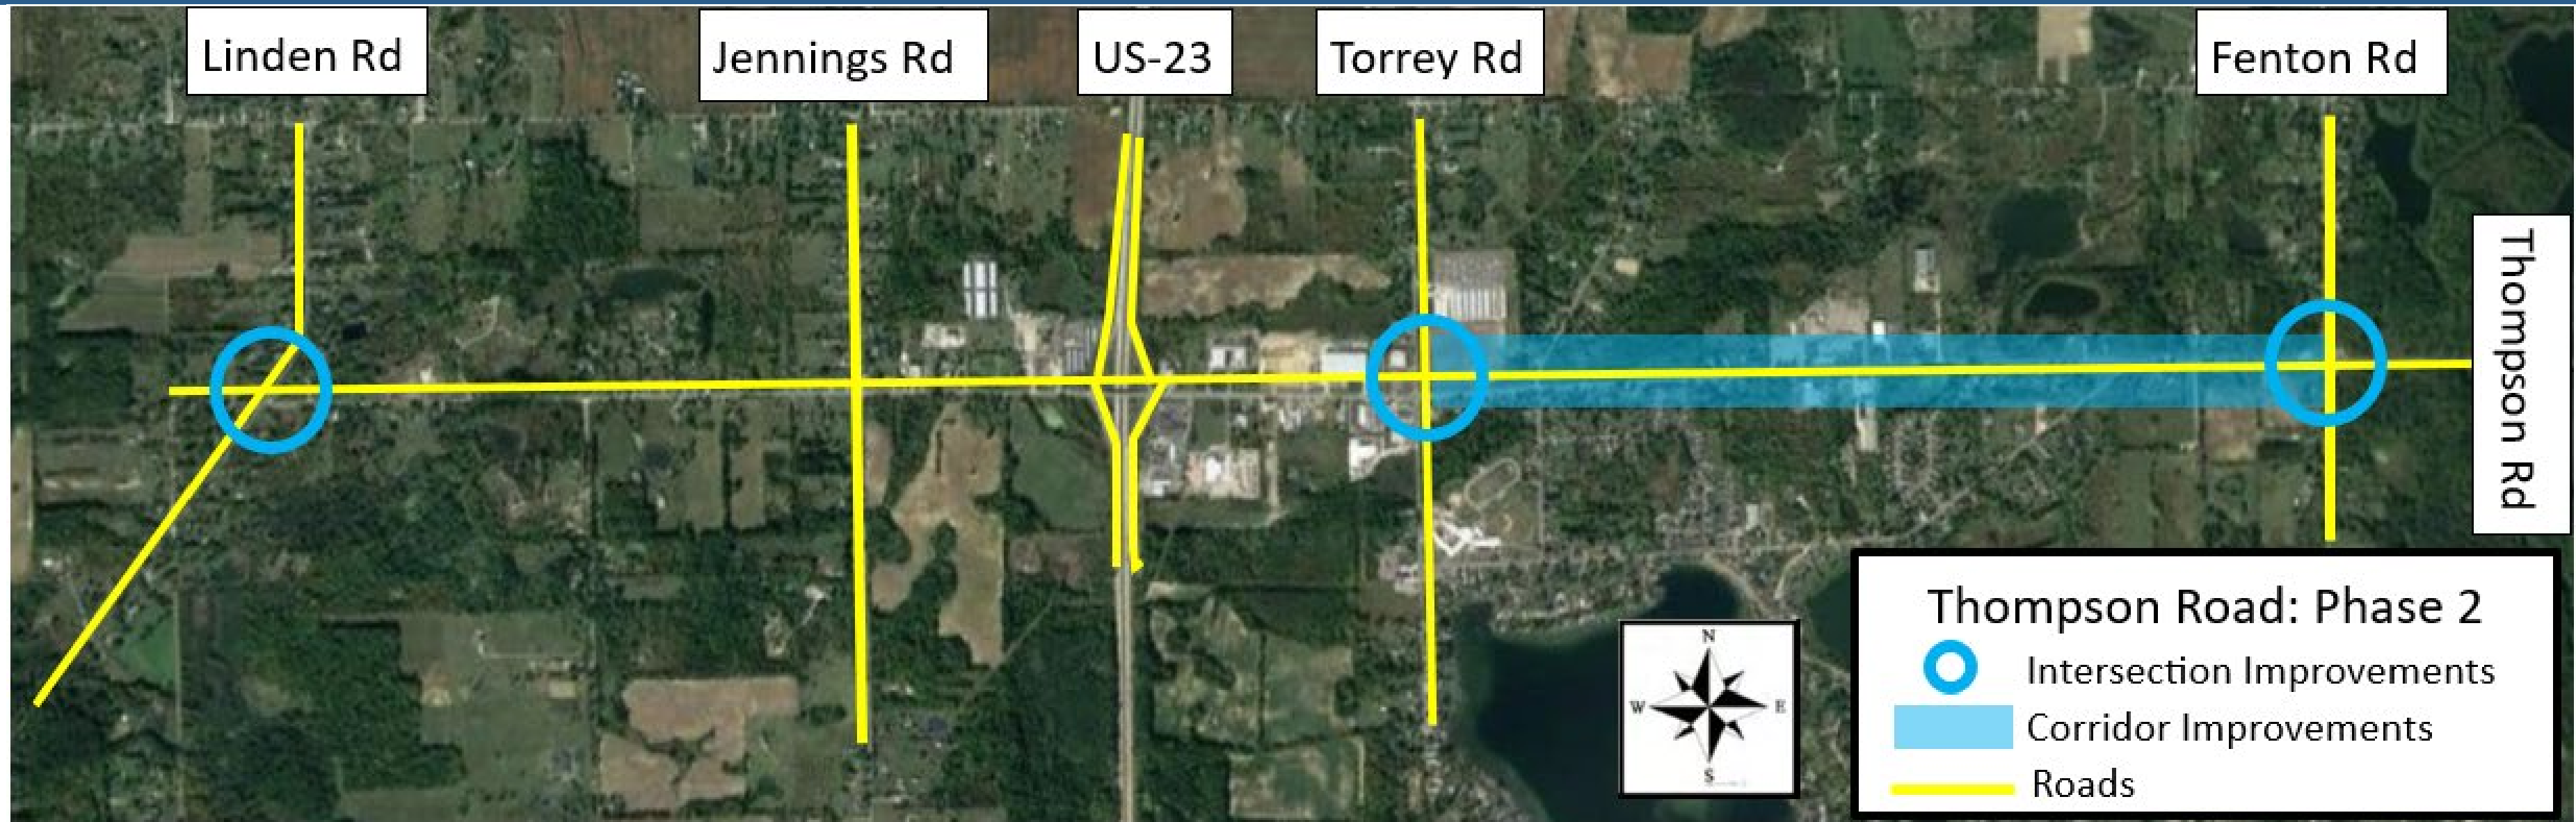 Linden Rd
Jennings Rd
US-23
Torrey Rd
Fenton Rd
Thompson Rd
N
W
E
S
Thompson Road: Phase 2
Intersection Improvements
Corridor Improvements
Roads